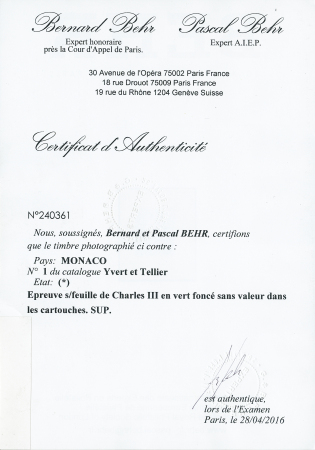 Bernard Behr Pascal Behr
Expert honoraire Expert A.I.E.P.
près la Cour d'Appel de Paris.
30 Avenue de l'Opéra 75002 Paris France
18 rue Drouot 75009 Paris France
19 rue du Rhône 1204 Genève Suisse
Certificat d'Authenticité
N°240361
Nous, soussignés, Bernard et Pascal BEHR, certifions
que le timbre photographié ci contre :
Pays: MONACO
N° 1 du catalogue Yvert et Tellier
Etat: (*)
Epreuve s/feuille de Charles III en vert foncé sans valeur dans
les cartouches. SUP.
est authentique,
lors de l'Examen
Paris, le 28/04/2016